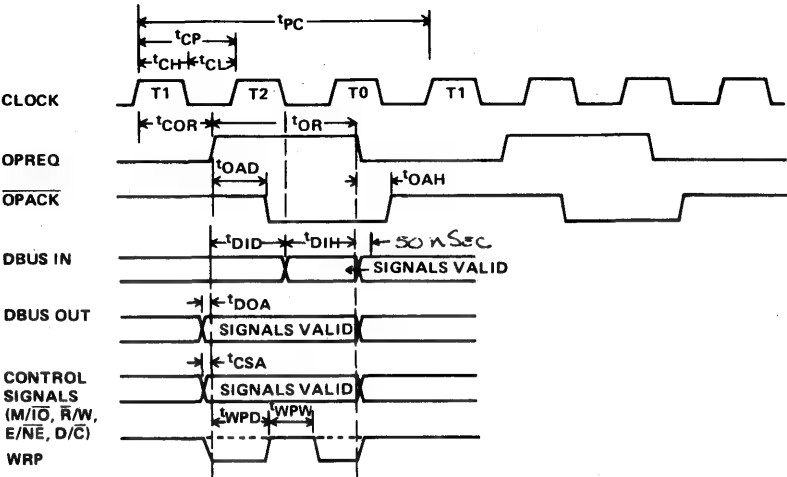 tPC
tCP
tCH tCL
CLOCK T1 T2 T0 T1
tCOR tOR
OPREQ
tOAD tOAH
OPACK
tDID tDIH 50 nSEC
DBUS IN SIGNALS VALID
tDOA
DBUS OUT SIGNALS VALID
tCSA
CONTROL
SIGNALS SIGNALS VALID
(M/IO, R/W,
E/NE, D/C) tWPD tWPW
WRP